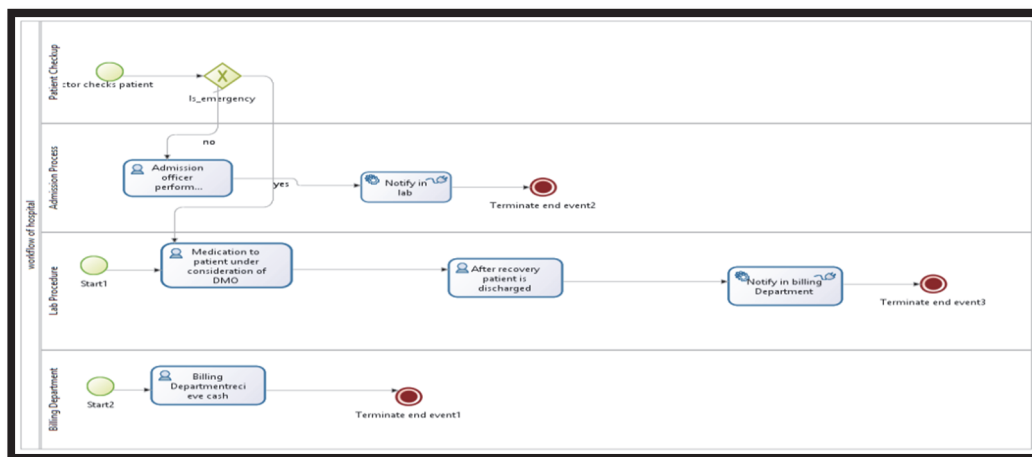 workflow of hospital
Patient Checkup
ctor checks patient
Is_emergency
no
yes
Admission Process
Admission
officer
perform...
Notify in
lab
Terminate end event2
Lab Procedure
Start1
Medication to
patient under
consideration of
DMO
After recovery
patient is
discharged
Notify in billing
Department
Terminate end event3
Billing Department
Start2
Billing
Departmentreci
eve cash
Terminate end event1